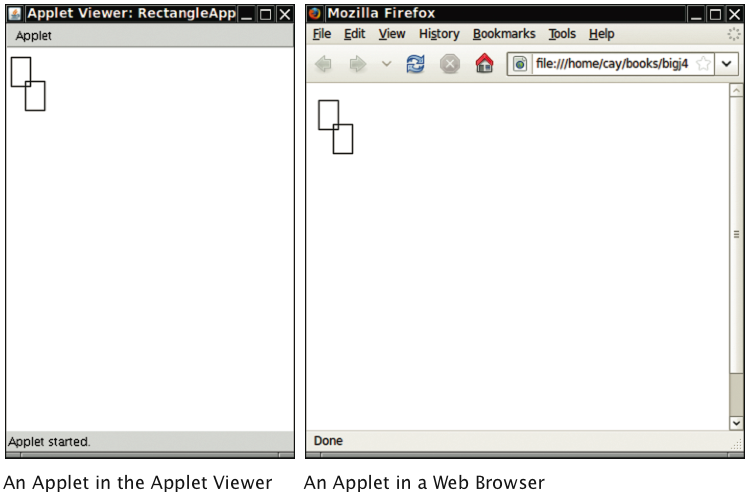 Applet Viewer: RectangleApp
Applet
Applet started.
Mozilla Firefox
File Edit View History Bookmarks Tools Help
file:///home/cay/books/bigj4
Done
An Applet in the Applet Viewer
An Applet in a Web Browser